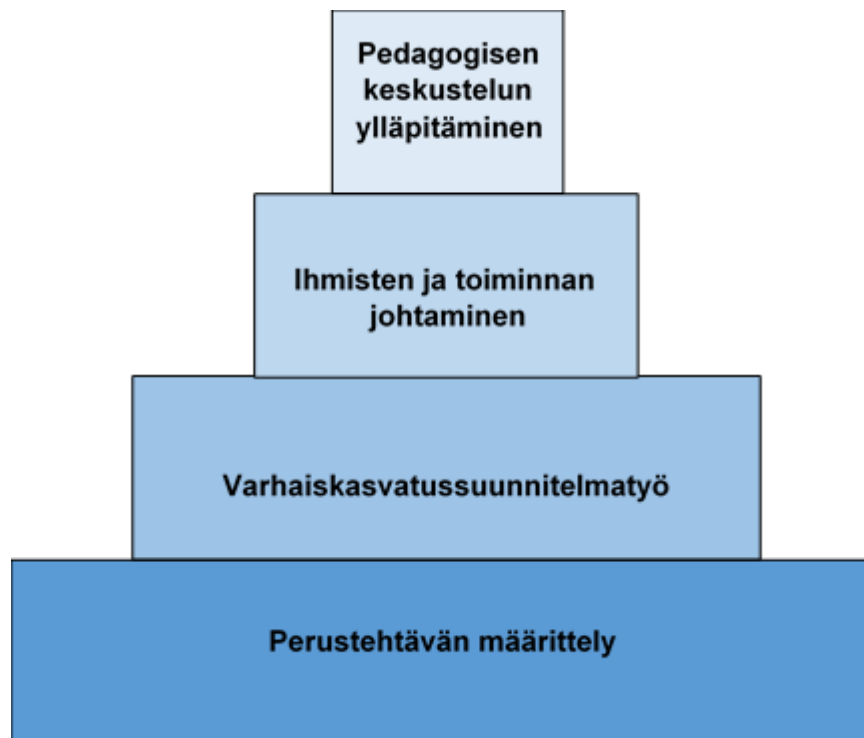 Pedagogisen
keskustelun
ylläpitäminen
Ihmisten ja toiminnan
johtaminen
Varhaiskasvatussuunnitelmatyö
Perustehtävän määrittely